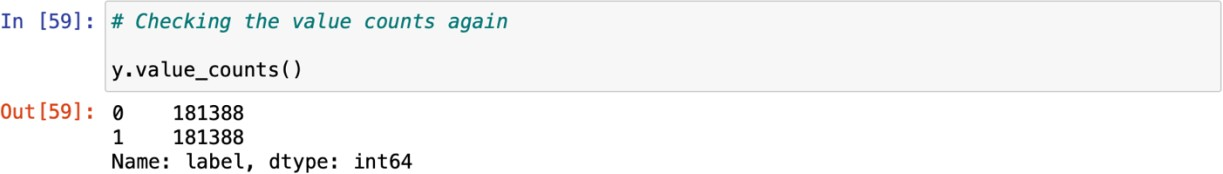 In [59]: # Checking the value counts again
y.value_counts()
Out[59]: 0    181388
1    181388
Name: label, dtype: int64